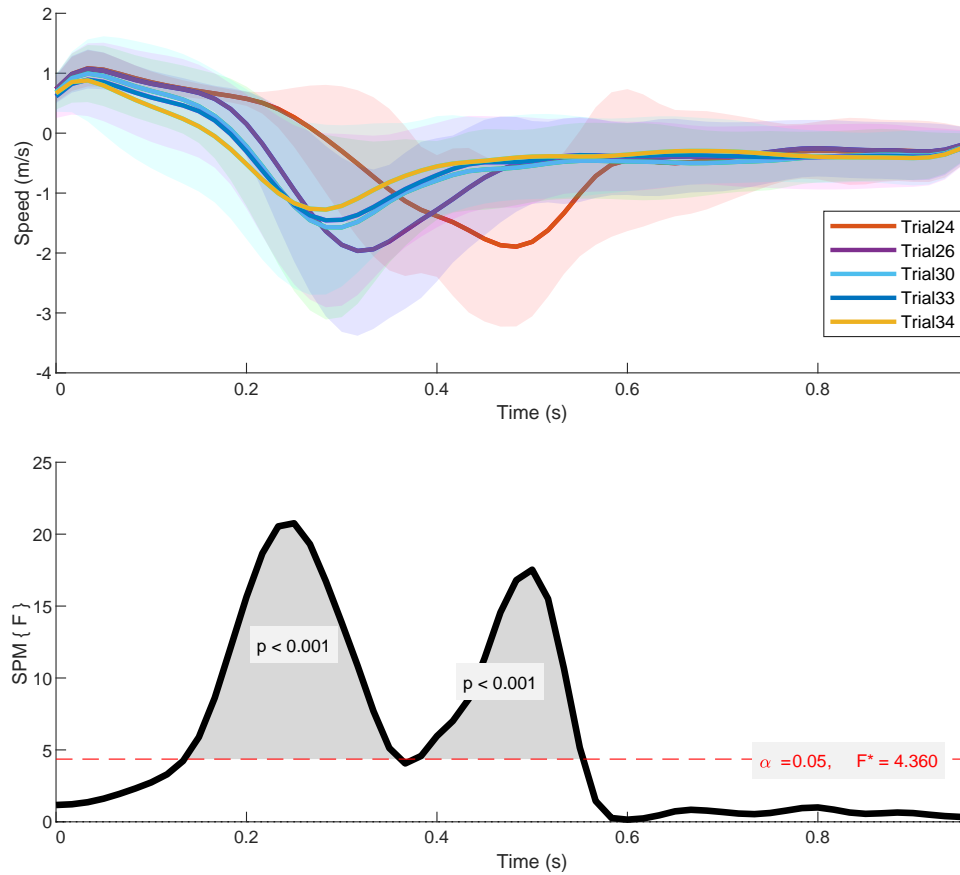 2
1
0
-1
-2
-3
-4
Speed (m/s)
0
0.2
0.4
0.6
0.8
Time (s)
Trial24
Trial26
Trial30
Trial33
Trial34
25
20
15
10
5
0
SPM { F }
p < 0.001
p < 0.001
α =0.05, F* = 4.360
0
0.2
0.4
0.6
0.8
Time (s)